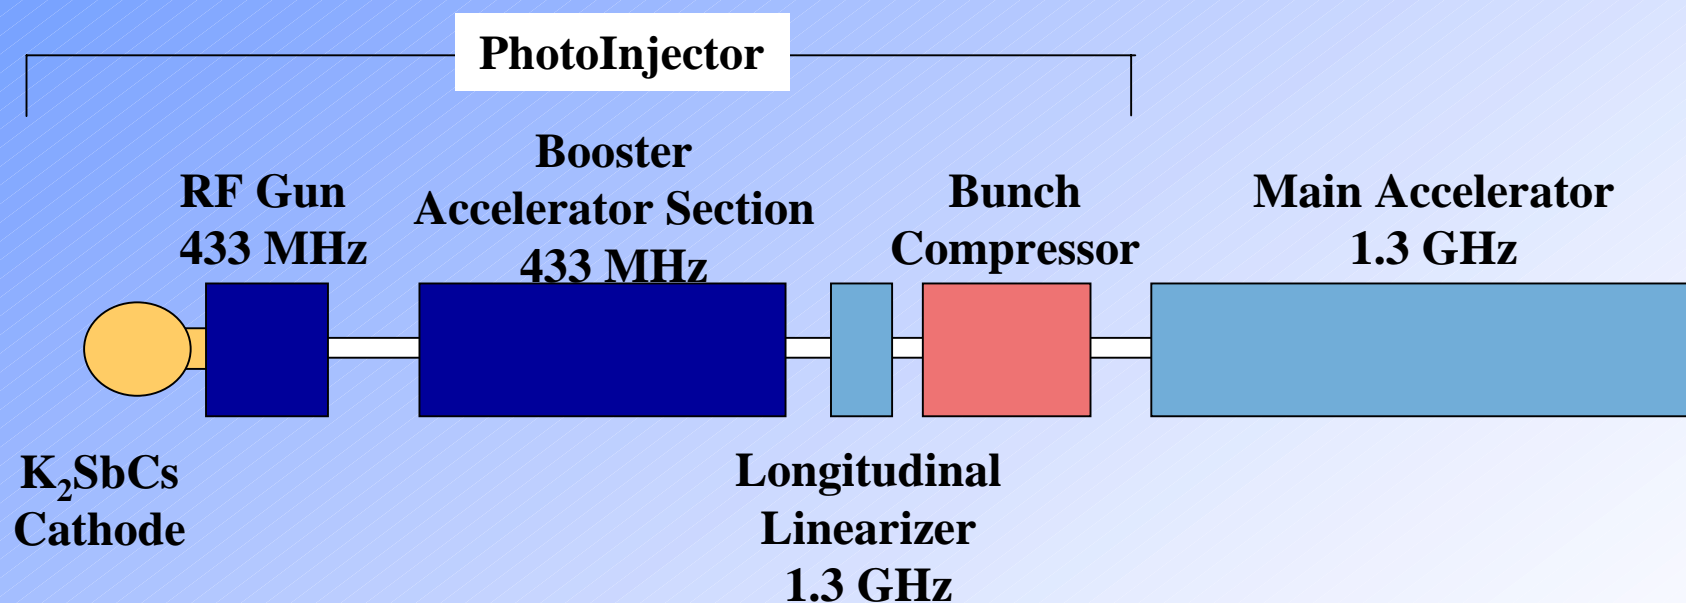 PhotoInjector
RF Gun
433 MHz
Booster
Accelerator Section
433 MHz
Bunch
Compressor
Main Accelerator
1.3 GHz
K₂SbCs
Cathode
Longitudinal
Linearizer
1.3 GHz